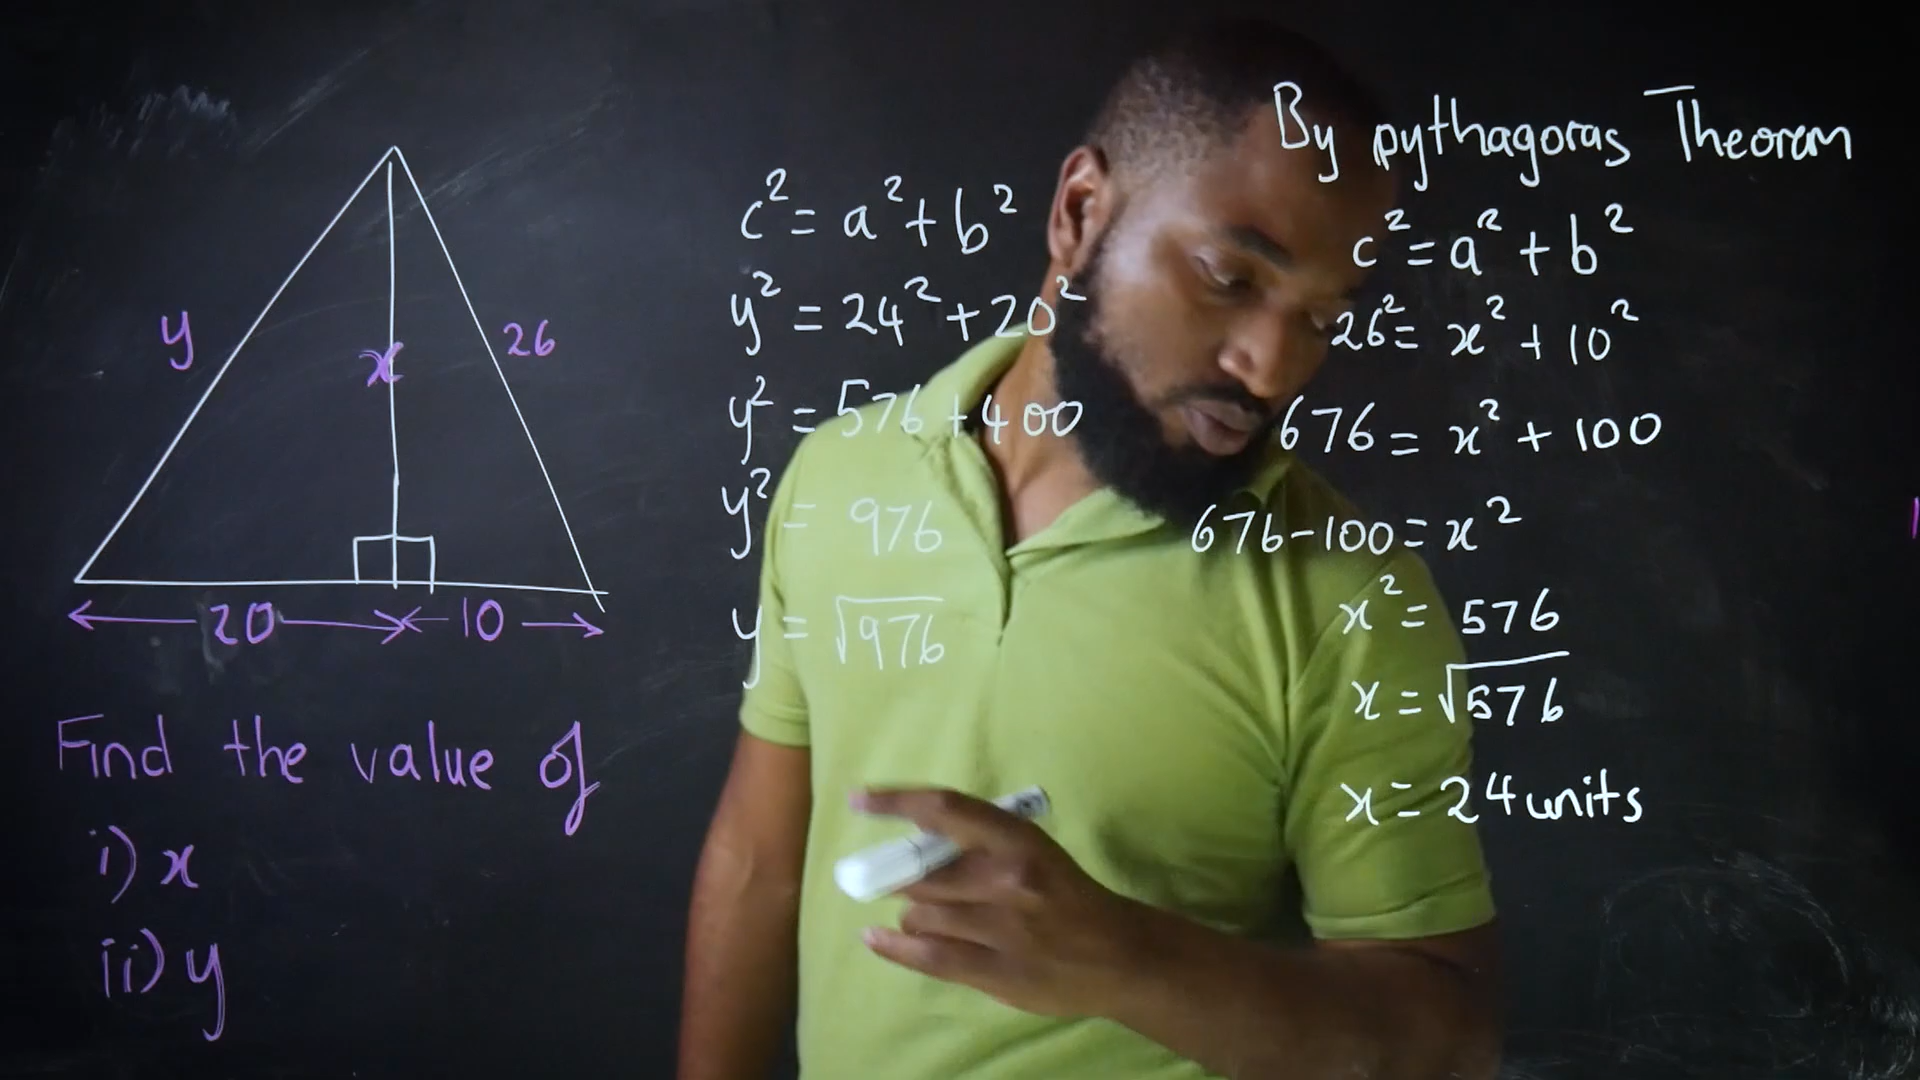 y
x
26
20
10
Find the value of
i) x
ii) y
c² = a² + b²
y² = 24² + 20²
y² = 576 + 400
y² = 976
y = √976
By pythagoras Theorem
c² = a² + b²
26² = x² + 10²
676 = x² + 100
676 - 100 = x²
x² = 576
x = √576
x = 24 units